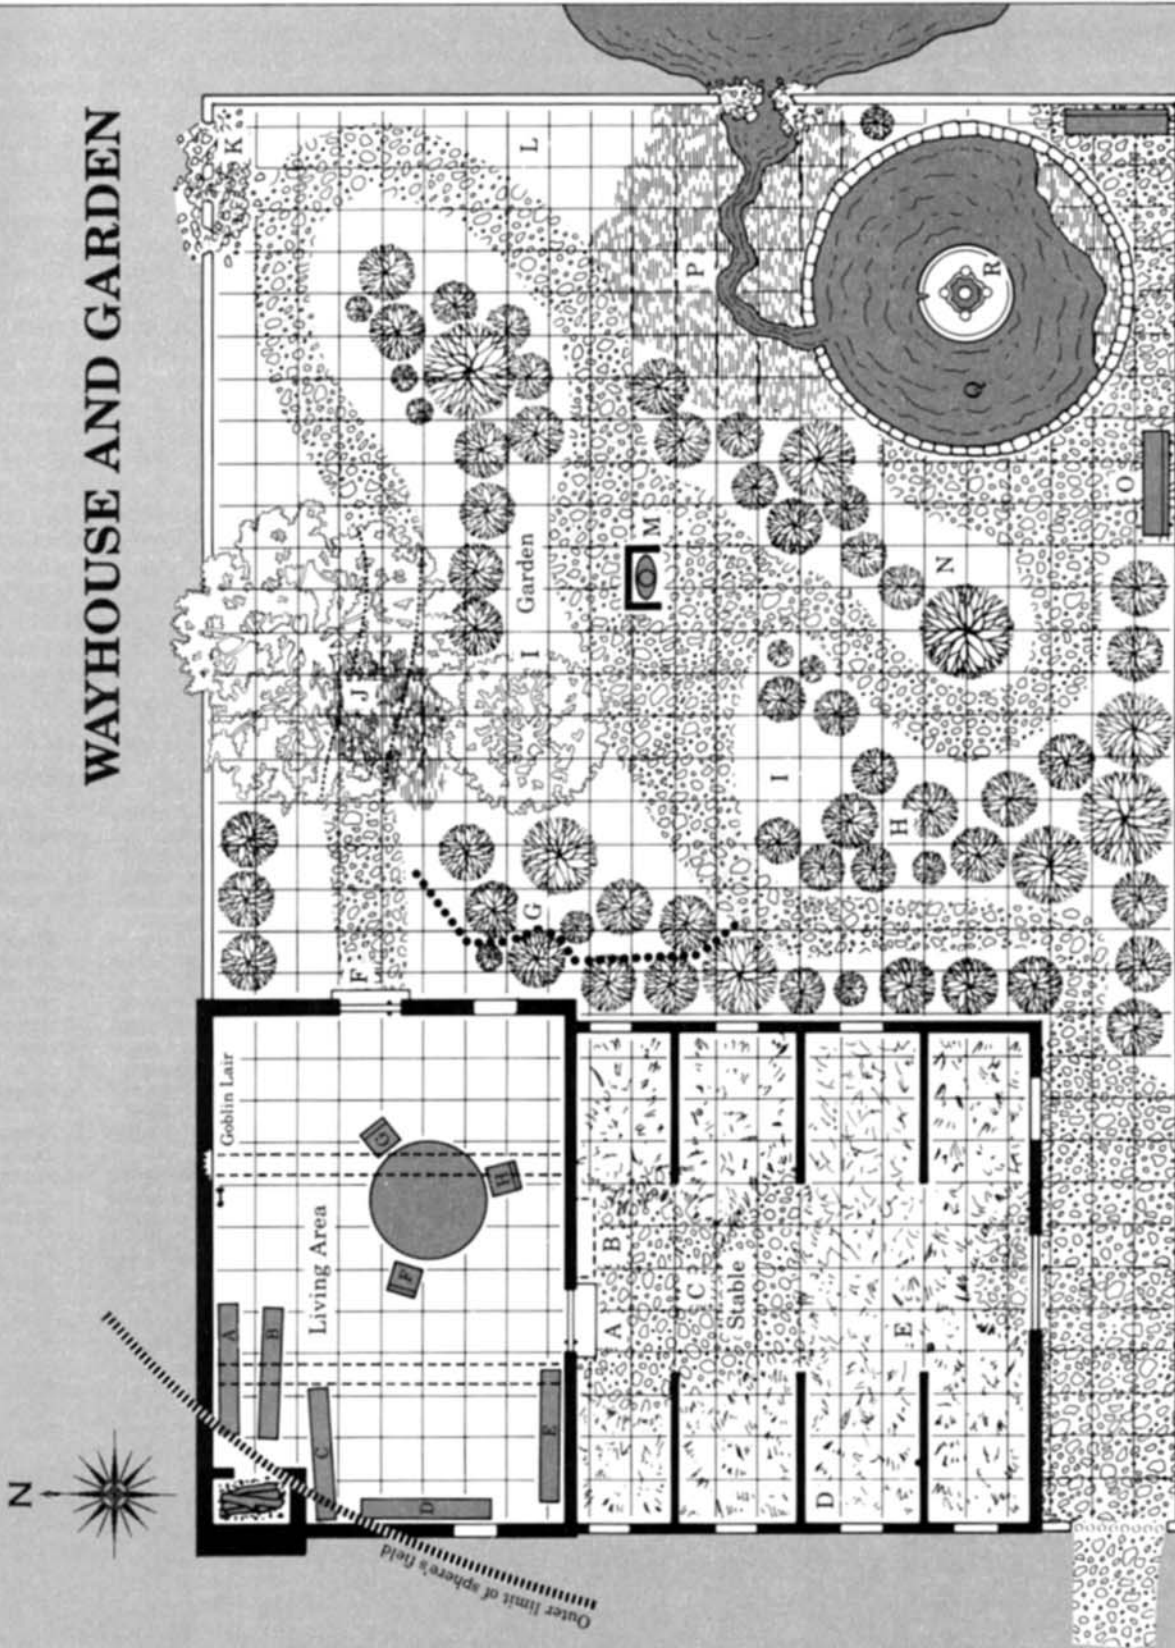 WAYHOUSE AND GARDEN
N
Outer limit of sphere's field
Goblin Lair
Living Area
A
B
C
D
E
F
G
H
Stable
A
B
C
D
E
Garden
F
G
H
I
I
J
K
L
M
N
O
P
Q
R